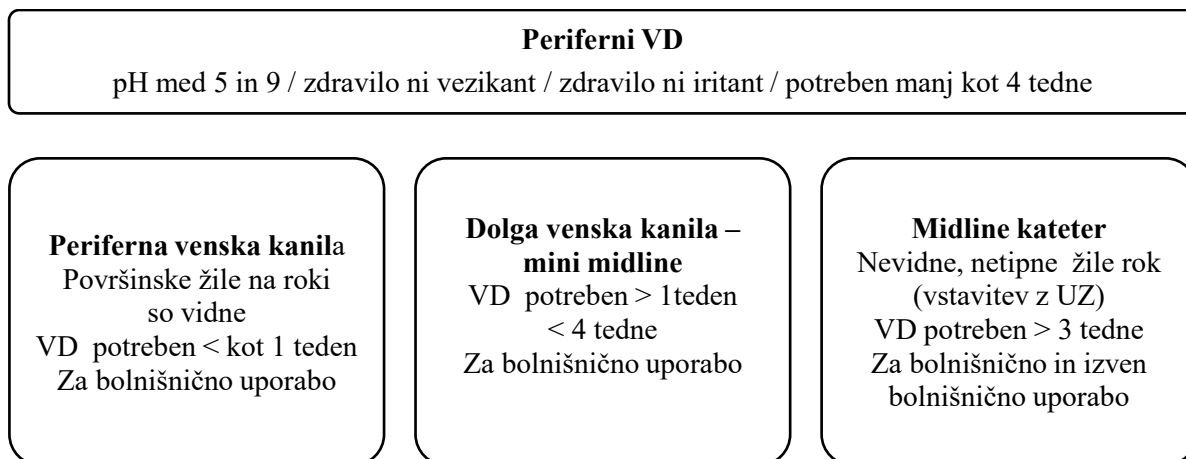 Periferni VD
pH med 5 in 9 / zdravilo ni vezikant / zdravilo ni iritant / potreben manj kot 4 tedne
Periferna venska kanila
Površinske žile na roki
so vidne
VD potreben < kot 1 teden
Za bolnišnično uporabo
Dolga venska kanila –
mini midline
VD potreben > 1teden
< 4 tedne
Za bolnišnično uporabo
Midline kateter
Nevidne, netipne žile rok
(vstavitev z UZ)
VD potreben > 3 tedne
Za bolnišnično in izven
bolnišnično uporabo